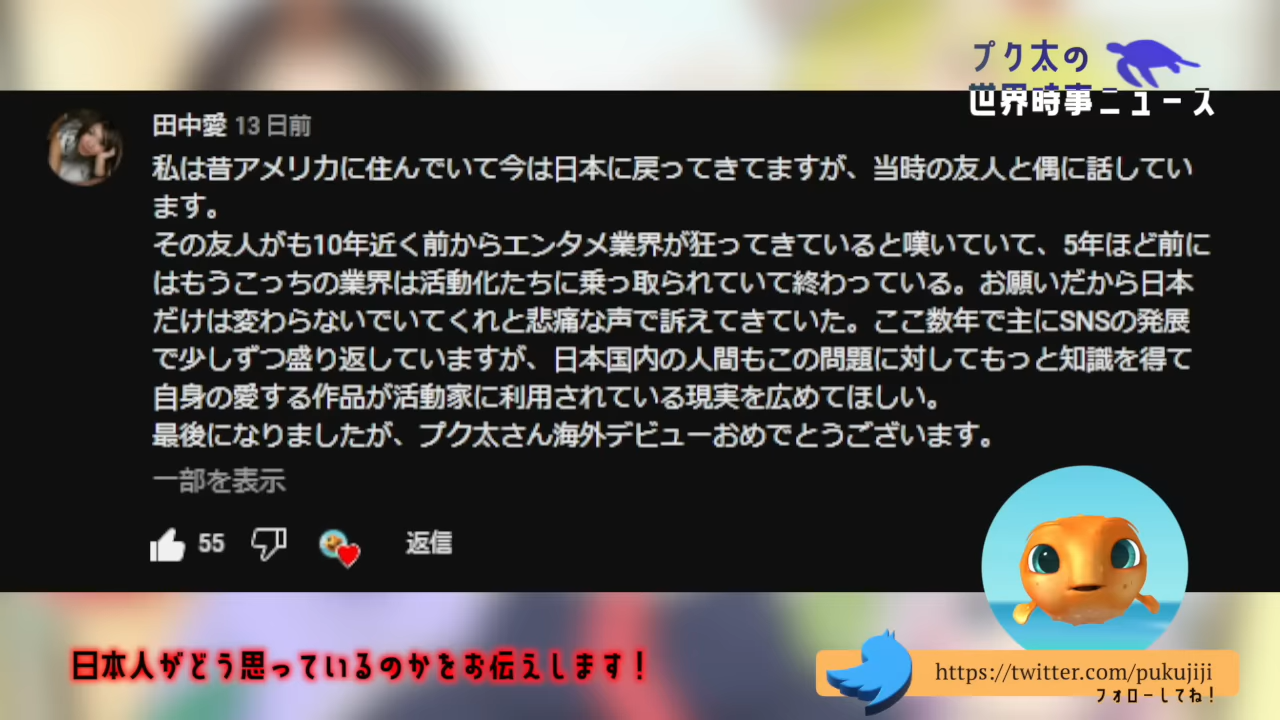 プク太の
世界時事ニュース
田中愛 13日前
私は昔アメリカに住んでいて今は日本に戻ってきてますが、当時の友人と偶に話してい
ます。
その友人がも10年近く前からエンタメ業界が狂ってきていると嘆いていて、5年ほど前に
はもうこっちの業界は活動化たちに乗っ取られていて終わっている。お願いだから日本
だけは変わらないでいてくれと悲痛な声で訴えてきていた。ここ数年で主にSNSの発展
で少しずつ盛り返していますが、日本国内の人間もこの問題に対してもっと知識を得て
自身の愛する作品が活動家に利用されている現実を広めてほしい。
最後になりましたが、プク太さん海外デビューおめでとうございます。
一部を表示
55 返信
日本人がどう思っているのかをお伝えします!
https://twitter.com/pukujiji
フォローしてね!